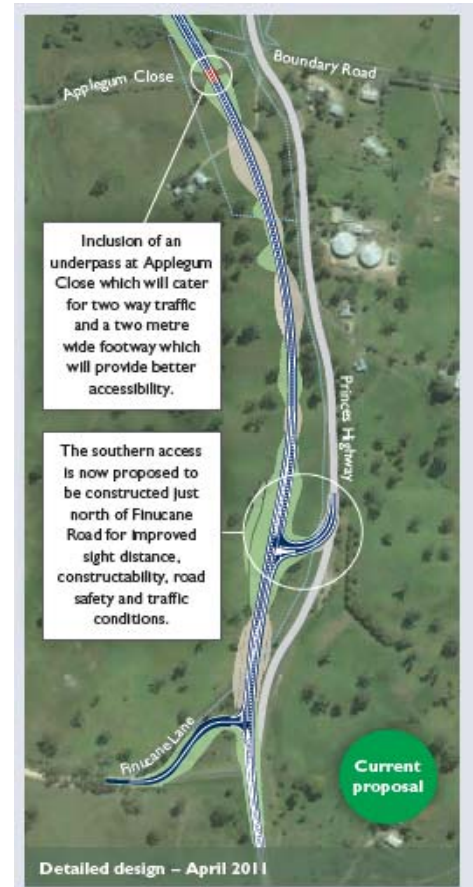 Boundary Road
Applegum Close
Inclusion of an
underpass at Applegum
Close which will cater
for two way traffic
and a two metre
wide footway which
will provide better
accessibility.
Princes Highway
The southern access
is now proposed to
be constructed just
north of Finucane
Road for improved
sight distance,
constructability, road
safety and traffic
conditions.
Finucane Lane
Current
proposal
Detailed design – April 2011